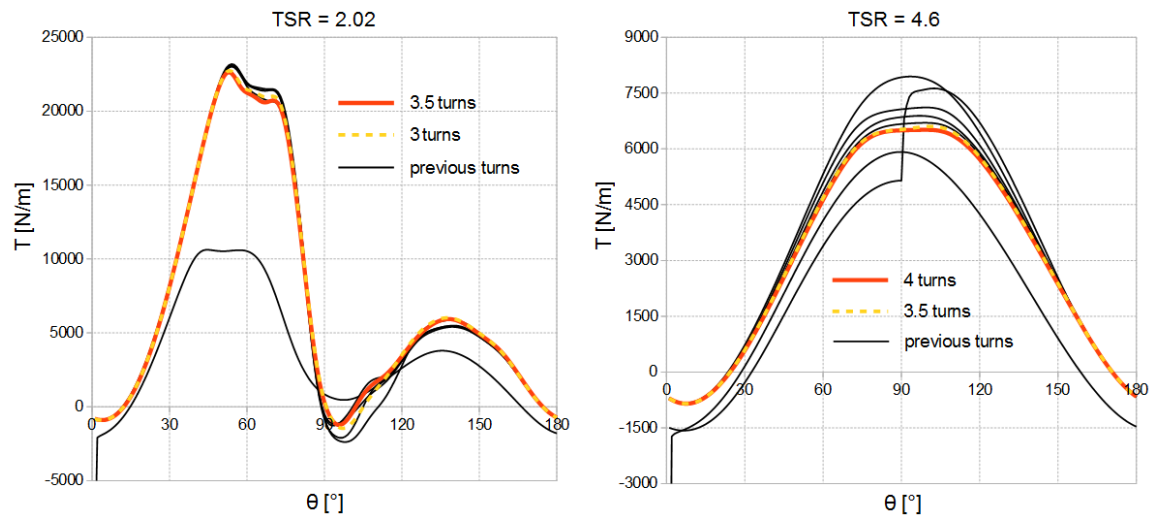 TSR = 2.02
25000
20000
15000
10000
5000
0
-5000
T [N/m]
0 30 60 90 120 150 180
θ [°]
3.5 turns
3 turns
previous turns
TSR = 4.6
9000
7500
6000
4500
3000
1500
0
-1500
-3000
T [N/m]
0 30 60 90 120 150 180
θ [°]
4 turns
3.5 turns
previous turns